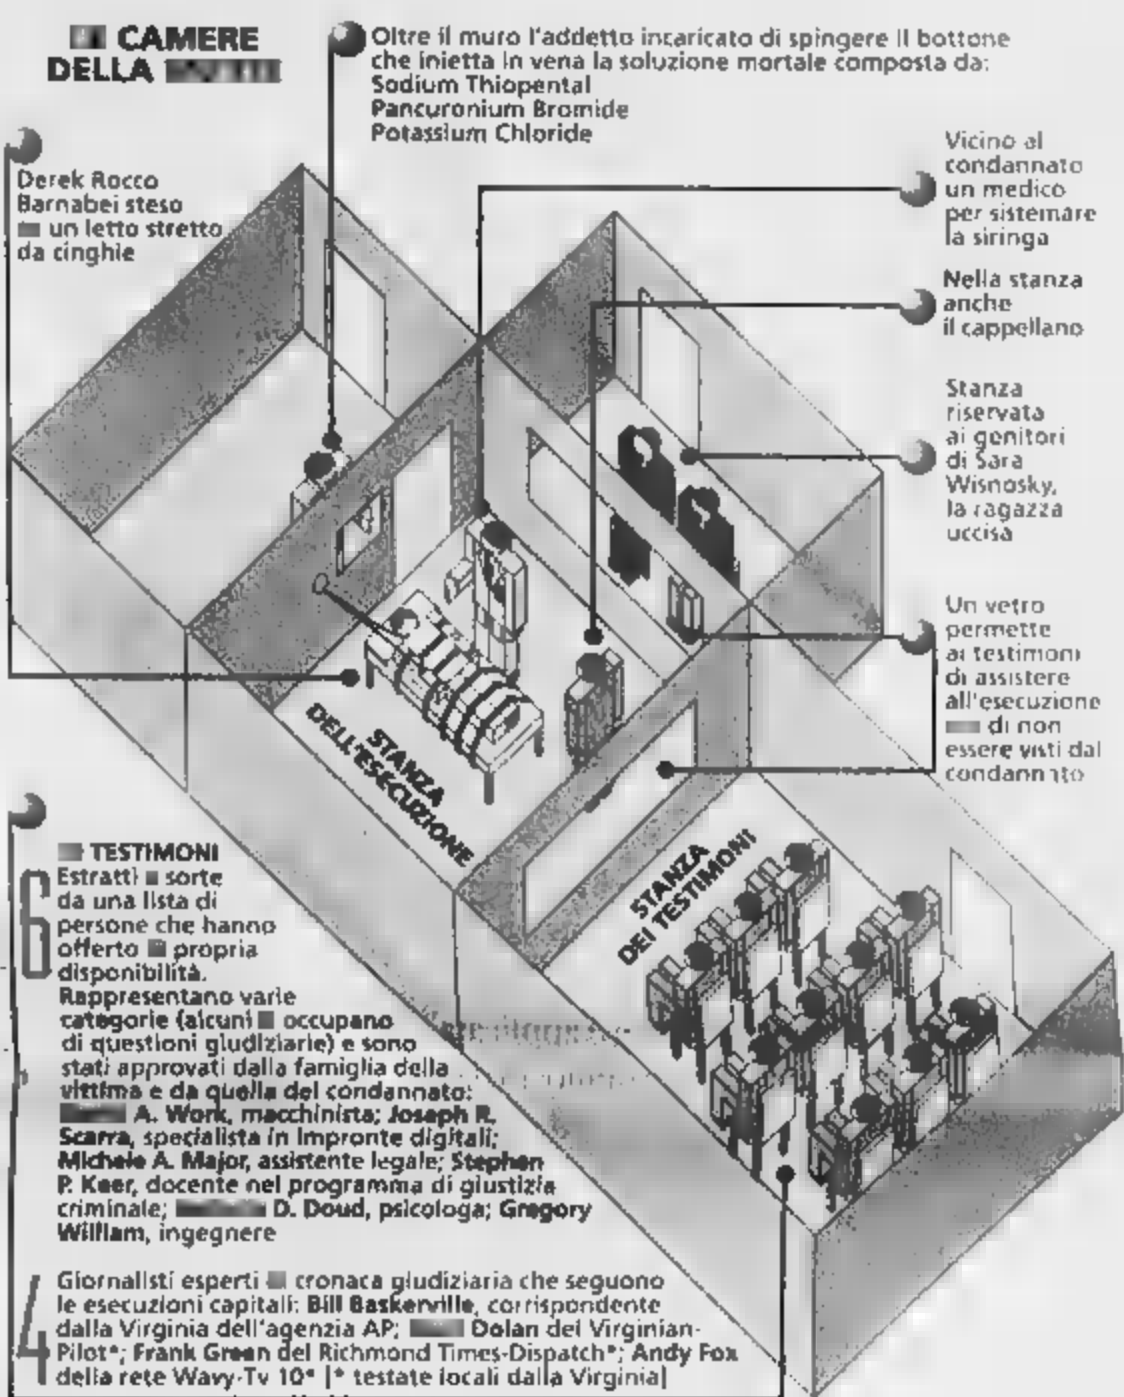 CAMERE
DELLA
Oltre il muro l'addetto incaricato di spingere il bottone
che inietta in vena la soluzione mortale composta da:
Sodium Thiopental
Pancuronium Bromide
Potassium Chloride
Derek Rocco
Barnabei steso
un letto stretto
da cinghie
Vicino al
condannato
un medico
per sistemare
la siringa
Nella stanza
anche
il cappellano
Stanza
riservata
ai genitori
di Sara
Wisnosky,
la ragazza
uccisa
Un vetro
permette
ai testimoni
di assistere
all'esecuzione
di non
essere visti dal
condannato
STANZA
DELL'ESECUZIONE
STANZA
DEI TESTIMONI
6
TESTIMONI
Estratti sorte
da una lista di
persone che hanno
offerto propria
disponibilità.
Rappresentano varie
categorie (alcuni occupano
di questioni giudiziarie) e sono
stati approvati dalla famiglia della
vittima e da quella del condannato:
A. Work, macchinista; Joseph R.
Scarra, specialista in impronte digitali;
Michele A. Major, assistente legale; Stephen
P. Keer, docente nel programma di giustizia
criminale; D. Doud, psicologa; Gregory
William, ingegnere
4
Giornalisti esperti cronaca giudiziaria che seguono
le esecuzioni capitali: Bill Baskerville, corrispondente
dalla Virginia dell'agenzia AP; Dolan del Virginian-
Pilot*; Frank Green del Richmond Times-Dispatch*; Andy Fox
della rete Wavy-Tv 10* [* testate locali dalla Virginia]